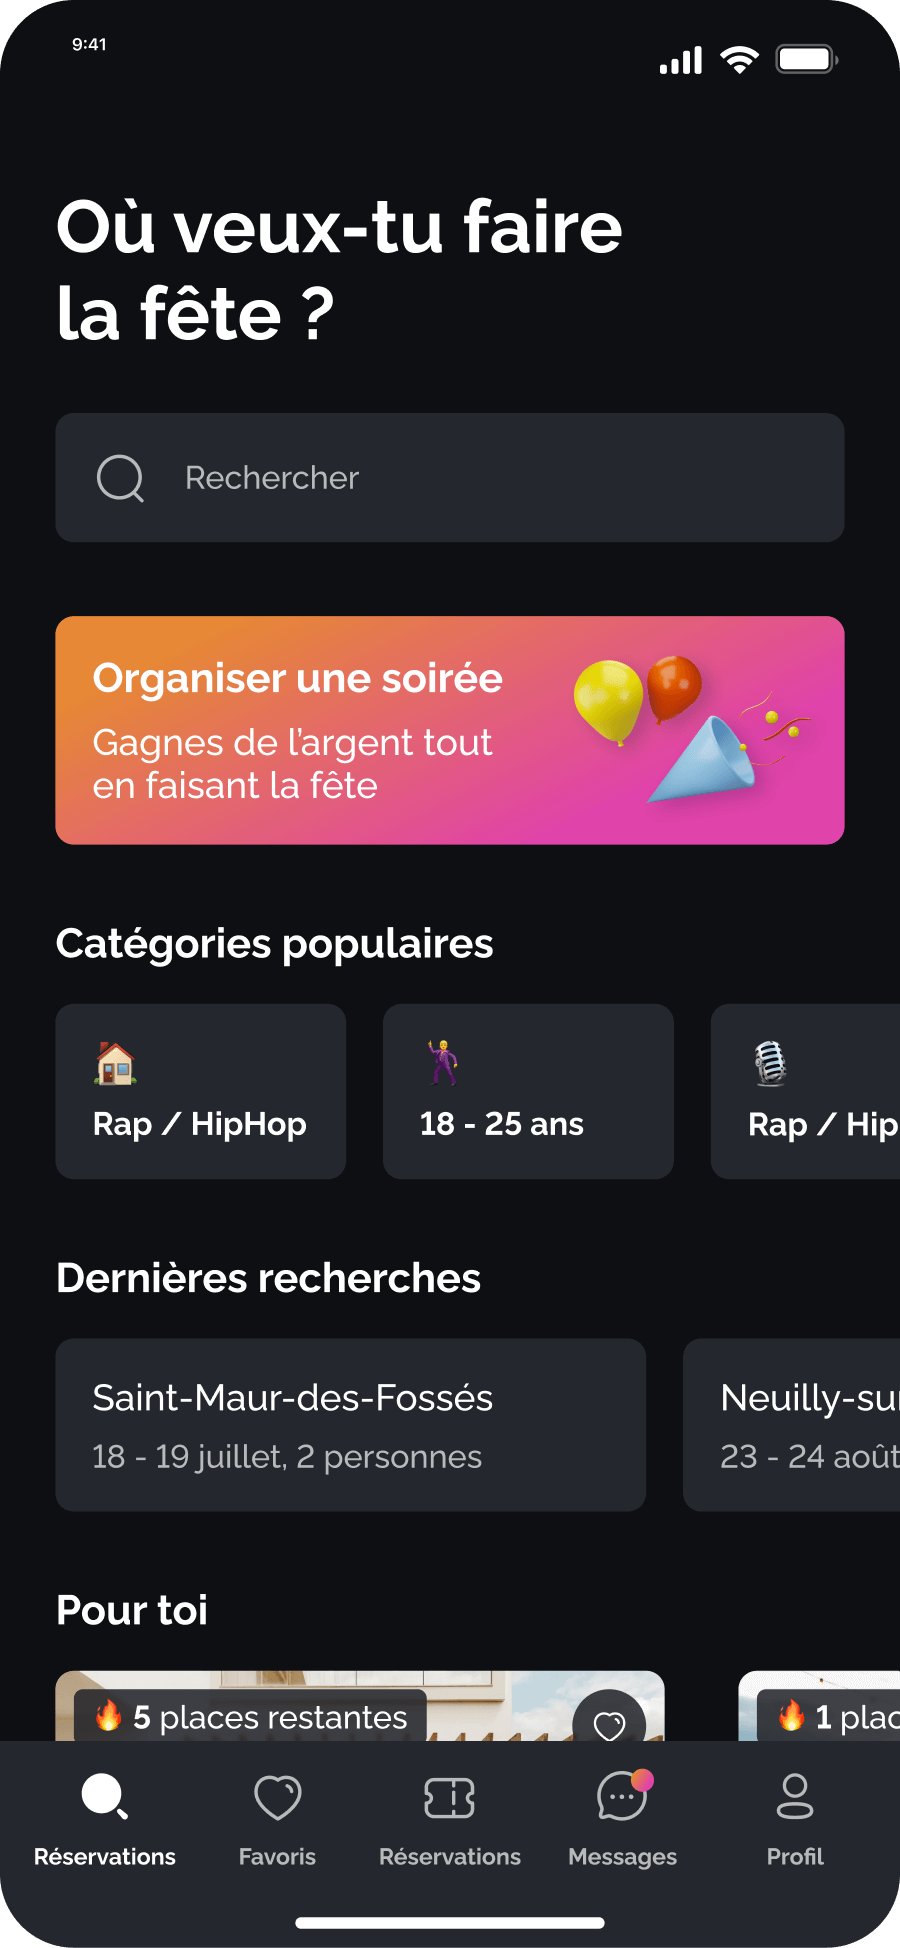 9:41
Où veux-tu faire
la fête ?
Rechercher
Organiser une soirée
Gagnes de l’argent tout
en faisant la fête
Catégories populaires
Rap / HipHop
18 - 25 ans
Rap / Hip
Dernières recherches
Saint-Maur-des-Fossés
18 - 19 juillet, 2 personnes
Neuilly-sur
23 - 24 août
Pour toi
5 places restantes
1 plac
Réservations
Favoris
Réservations
Messages
Profil